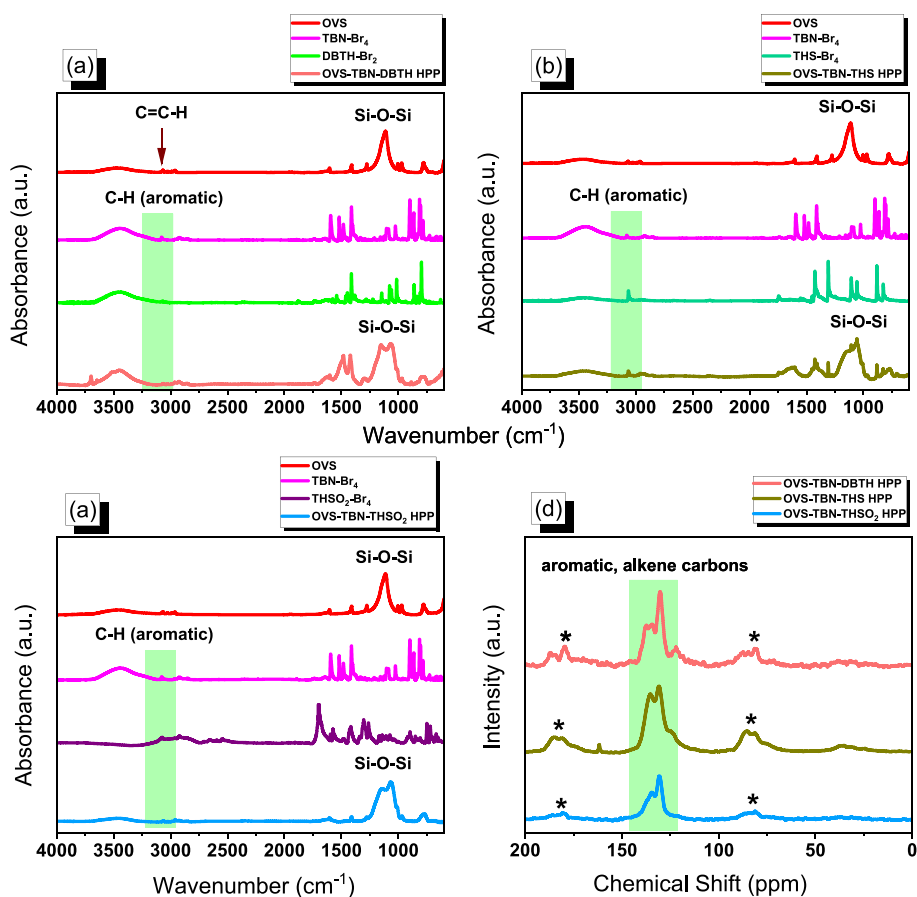 (a)
OVS
TBN-Br₄
DBTH-Br₂
OVS-TBN-DBTH HPP
C=C-H
Si-O-Si
C-H (aromatic)
Si-O-Si
Absorbance (a.u.)
4000 3500 3000 2500 2000 1500 1000
(b)
OVS
TBN-Br₄
THS-Br₄
OVS-TBN-THS HPP
Si-O-Si
C-H (aromatic)
Si-O-Si
Absorbance (a.u.)
4000 3500 3000 2500 2000 1500 1000
Wavenumber (cm⁻¹)
(a)
OVS
TBN-Br₄
THSO₂-Br₄
OVS-TBN-THSO₂ HPP
Si-O-Si
C-H (aromatic)
Si-O-Si
Absorbance (a.u.)
4000 3500 3000 2500 2000 1500 1000
Wavenumber (cm⁻¹)
(d)
OVS-TBN-DBTH HPP
OVS-TBN-THS HPP
OVS-TBN-THSO₂ HPP
aromatic, alkene carbons
* *
* *
* *
Intensity (a.u.)
200 150 100 50 0
Chemical Shift (ppm)